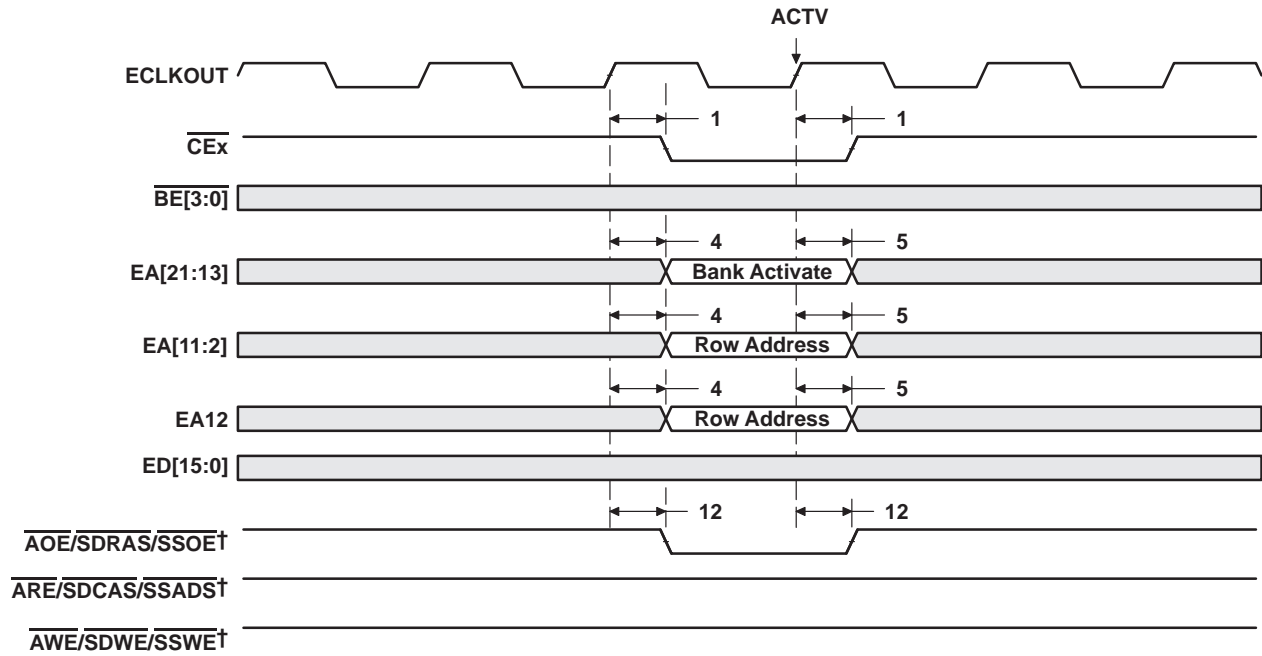 ACTV
ECLKOUT
1 1
CEx
BE[3:0]
4 5
EA[21:13] Bank Activate
4 5
EA[11:2] Row Address
4 5
EA12 Row Address
ED[15:0]
12 12
AOE/SDRAS/SSOE†
ARE/SDCAS/SSADS†
AWE/SDWE/SSWE†